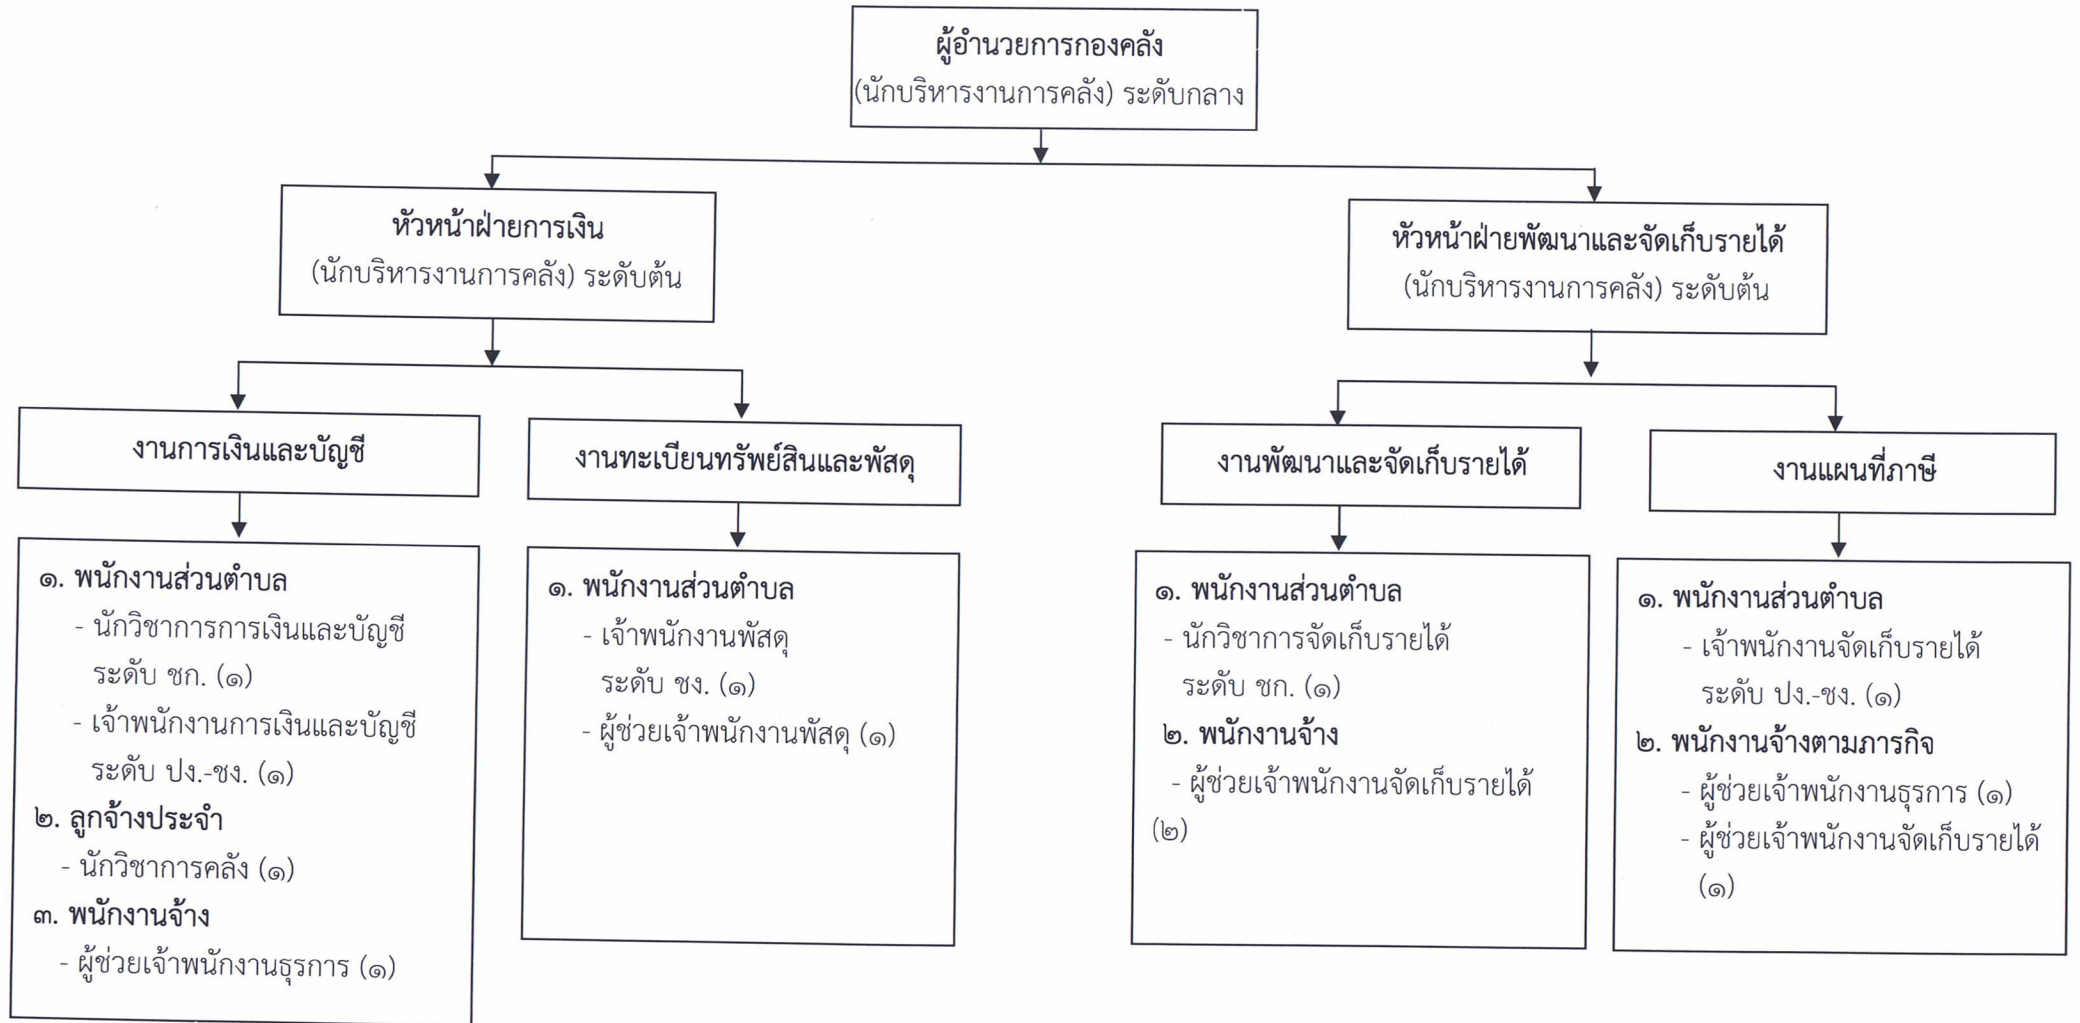 ผู้อำนวยการกองคลัง
(นักบริหารงานการคลัง) ระดับกลาง
หัวหน้าฝ่ายการเงิน
(นักบริหารงานการคลัง) ระดับต้น
หัวหน้าฝ่ายพัฒนาและจัดเก็บรายได้
(นักบริหารงานการคลัง) ระดับต้น
งานการเงินและบัญชี
งานทะเบียนทรัพย์สินและพัสดุ
งานพัฒนาและจัดเก็บรายได้
งานแผนที่ภาษี
๑. พนักงานส่วนตำบล
- นักวิชาการการเงินและบัญชี
ระดับ ชก. (๑)
- เจ้าพนักงานการเงินและบัญชี
ระดับ ปง.-ชง. (๑)
๒. ลูกจ้างประจำ
- นักวิชาการคลัง (๑)
๓. พนักงานจ้าง
- ผู้ช่วยเจ้าพนักงานธุรการ (๑)
๑. พนักงานส่วนตำบล
- เจ้าพนักงานพัสดุ
ระดับ ชง. (๑)
- ผู้ช่วยเจ้าพนักงานพัสดุ (๑)
๑. พนักงานส่วนตำบล
- นักวิชาการจัดเก็บรายได้
ระดับ ชก. (๑)
๒. พนักงานจ้าง
- ผู้ช่วยเจ้าพนักงานจัดเก็บรายได้
(๒)
๑. พนักงานส่วนตำบล
- เจ้าพนักงานจัดเก็บรายได้
ระดับ ปง.-ชง. (๑)
๒. พนักงานจ้างตามภารกิจ
- ผู้ช่วยเจ้าพนักงานธุรการ (๑)
- ผู้ช่วยเจ้าพนักงานจัดเก็บรายได้
(๑)